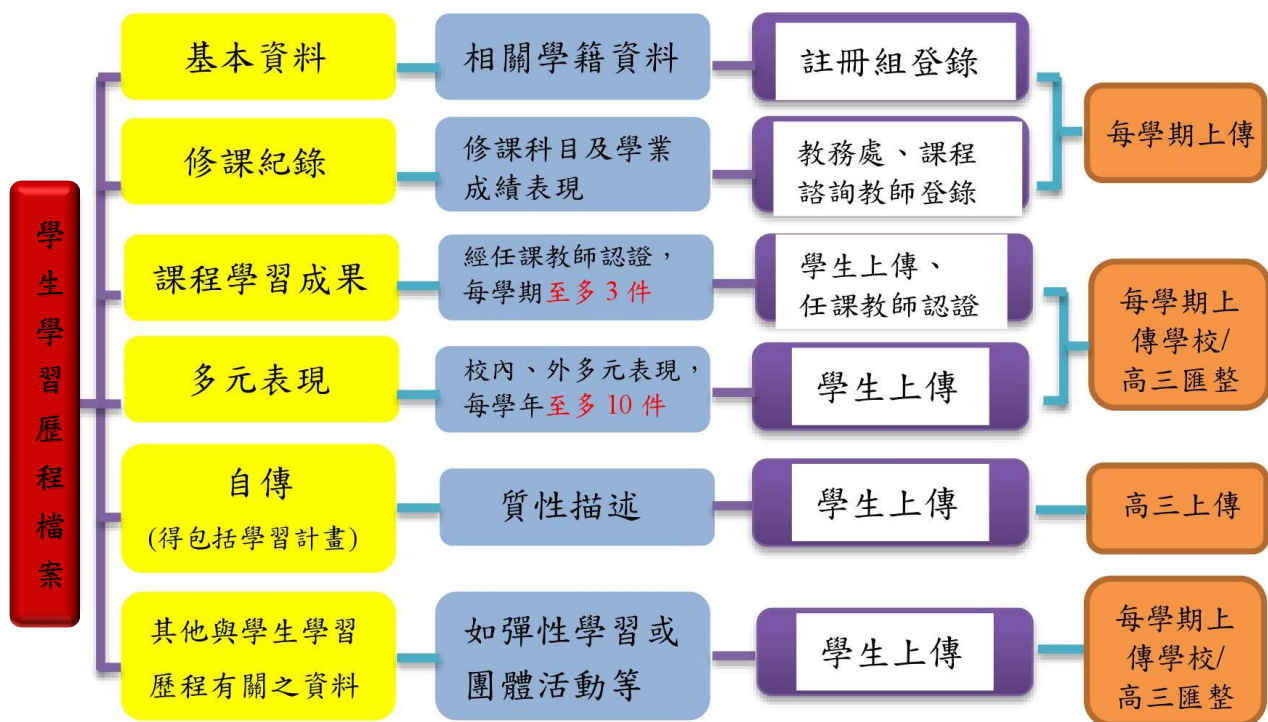 學生學習歷程檔案
基本資料
相關學籍資料
註冊組登錄
修課紀錄
修課科目及學業
成績表現
教務處、課程
諮詢教師登錄
每學期上傳
課程學習成果
經任課教師認證，
每學期至多 3 件
學生上傳、
任課教師認證
多元表現
校內、外多元表現，
每學年至多 10 件
學生上傳
每學期上
傳學校/
高三匯整
自傳
(得包括學習計畫)
質性描述
學生上傳
高三上傳
其他與學生學習
歷程有關之資料
如彈性學習或
團體活動等
學生上傳
每學期上
傳學校/
高三匯整